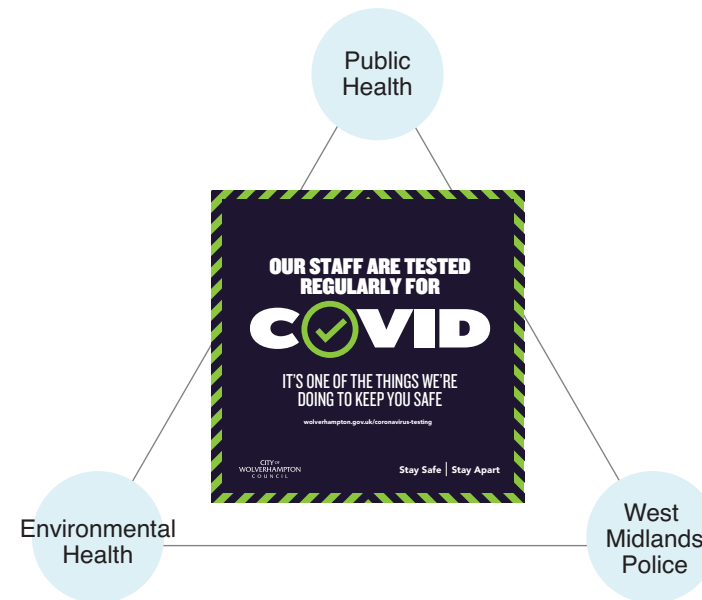 Public
Health
OUR STAFF ARE TESTED
REGULARLY FOR
COVID
IT'S ONE OF THE THINGS WE'RE
DOING TO KEEP YOU SAFE
wolverhampton.gov.uk/coronavirus-testing
CITY OF
WOLVERHAMPTON
COUNCIL
Stay Safe | Stay Apart
Environmental
Health
West
Midlands
Police